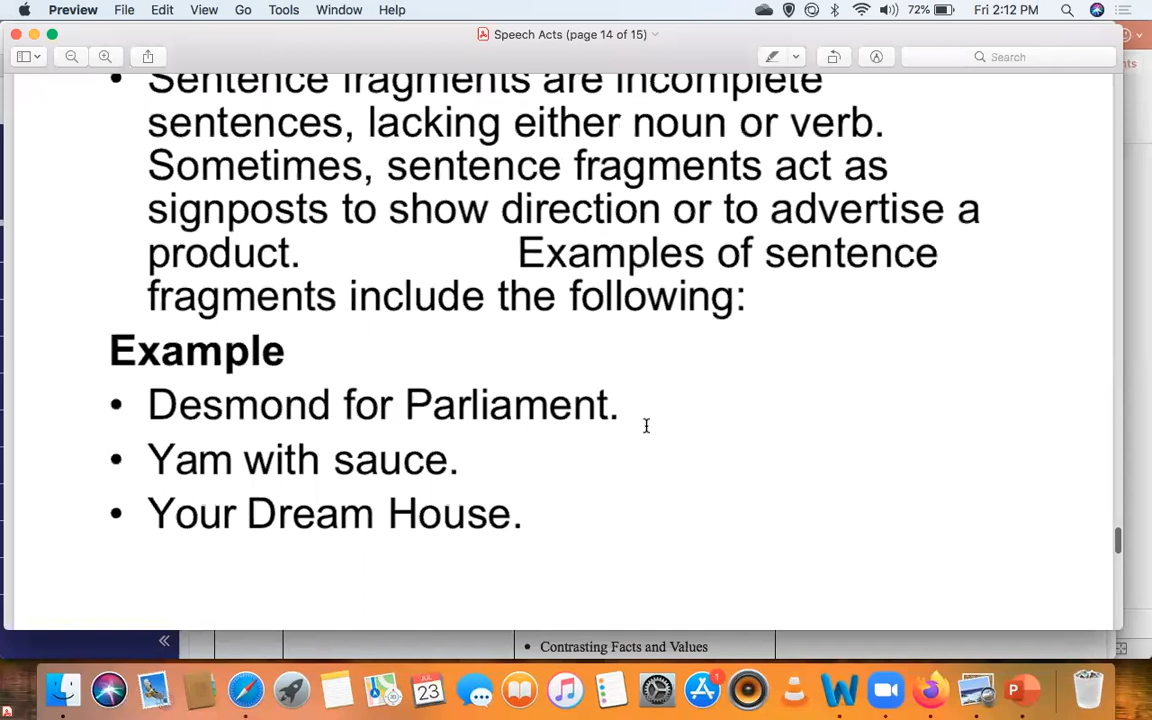 Preview File Edit View Go Tools Window Help 72% Fri 2:12 PM
Speech Acts (page 14 of 15)
Search
• Sentence fragments are incomplete
sentences, lacking either noun or verb.
Sometimes, sentence fragments act as
signposts to show direction or to advertise a
product. Examples of sentence
fragments include the following:
Example
• Desmond for Parliament.
• Yam with sauce.
• Your Dream House.
• Contrasting Facts and Values
JUL
23
1